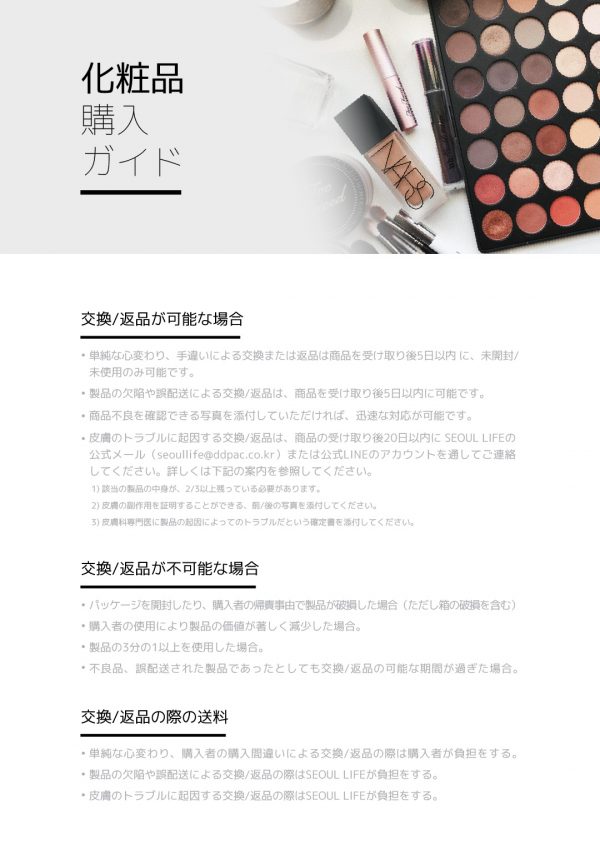 化粧品
購入
ガイド
NARS
交換/返品が可能な場合
• 単純な心変わり、手違いによる交換または返品は商品を受け取り後5日以内 に、未開封/
未使用のみ可能です。
• 製品の欠陥や誤配送による交換/返品は、商品を受け取り後5日以内に可能です。
• 商品不良を確認できる写真を添付していただければ、迅速な対応が可能です。
• 皮膚のトラブルに起因する交換/返品は、商品の受け取り後20日以内に SEOUL LIFEの
公式メール（seoullife@ddpac.co.kr）または公式LINEのアカウントを通してご連絡
してください。詳しくは下記の案内を参照してください。
1) 該当の製品の中身が、2/3以上残っている必要があります。
2) 皮膚の副作用を証明することができる、前/後の写真を添付してください。
3) 皮膚科専門医に製品の起因によってのトラブルだという確定書を添付してください。
交換/返品が不可能な場合
• パッケージを開封したり、購入者の帰責事由で製品が破損した場合（ただし箱の破損を含む）
• 購入者の使用により製品の価値が著しく減少した場合。
• 製品の3分の1以上を使用した場合。
• 不良品、誤配送された製品であったとしても交換/返品の可能な期間が過ぎた場合。
交換/返品の際の送料
• 単純な心変わり、購入者の購入間違いによる交換/返品の際は購入者が負担をする。
• 製品の欠陥や誤配送による交換/返品の際はSEOUL LIFEが負担をする。
• 皮膚のトラブルに起因する交換/返品の際はSEOUL LIFEが負担をする。